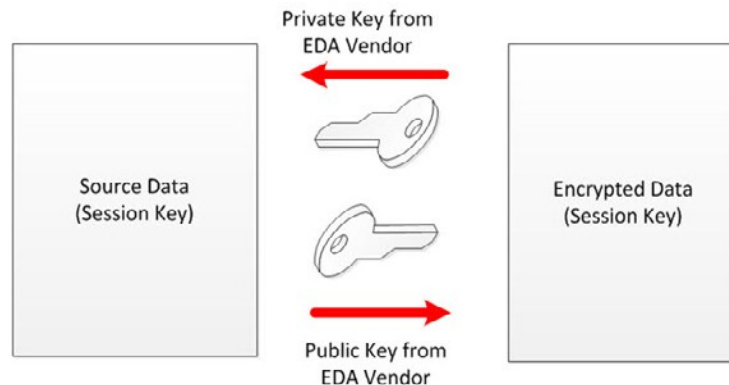 Private Key from
EDA Vendor
Source Data
(Session Key)
Encrypted Data
(Session Key)
Public Key from
EDA Vendor